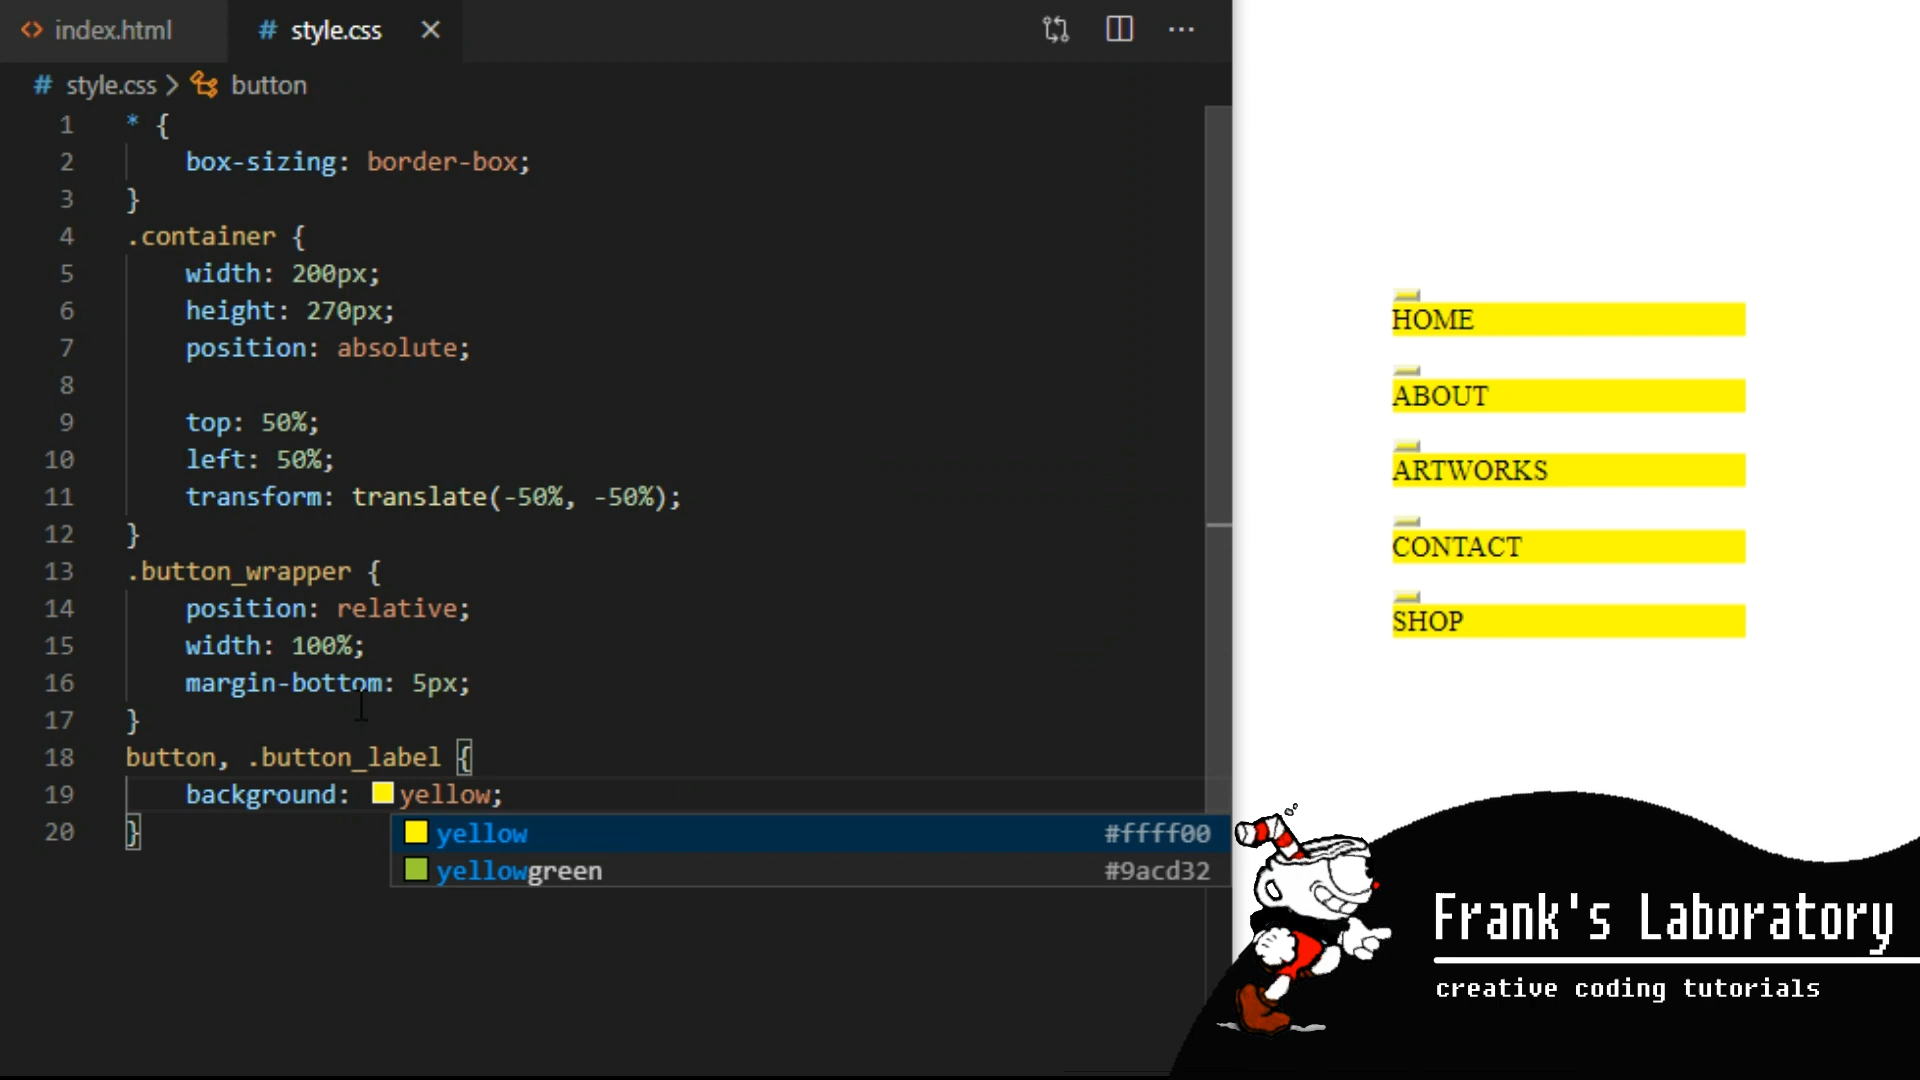 index.html
# style.css
# style.css > button
1 * {
2 box-sizing: border-box;
3 }
4 .container {
5 width: 200px;
6 height: 270px;
7 position: absolute;
8
9 top: 50%;
10 left: 50%;
11 transform: translate(-50%, -50%);
12 }
13 .button_wrapper {
14 position: relative;
15 width: 100%;
16 margin-bottom: 5px;
17 }
18 button, .button_label {
19 background: yellow;
20 }
yellow #ffff00
yellowgreen #9acd32
HOME
ABOUT
ARTWORKS
CONTACT
SHOP
Frank's Laboratory
creative coding tutorials